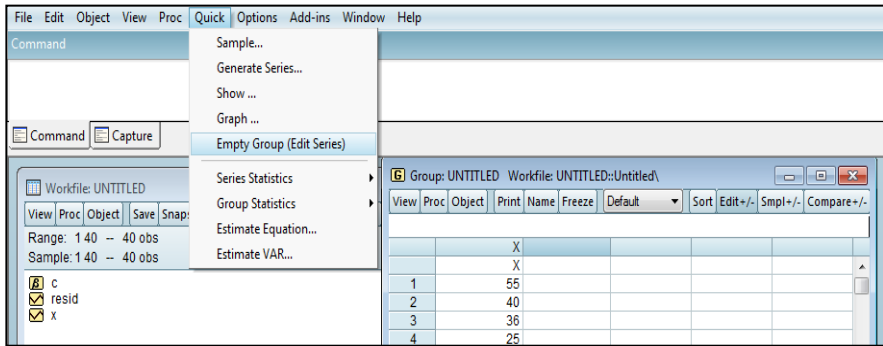 File Edit Object View Proc Quick Options Add-ins Window Help
Command
Sample...
Generate Series...
Show ...
Graph ...
Empty Group (Edit Series)
Series Statistics
Group Statistics
Estimate Equation...
Estimate VAR...
Command Capture
Workfile: UNTITLED
View Proc Object Save Snap
Range: 1 40 -- 40 obs
Sample: 1 40 -- 40 obs
c
resid
x
G Group: UNTITLED Workfile: UNTITLED::Untitled\
View Proc Object Print Name Freeze Default Sort Edit+/- Smpl+/- Compare+/-
X
X
1 55
2 40
3 36
4 25